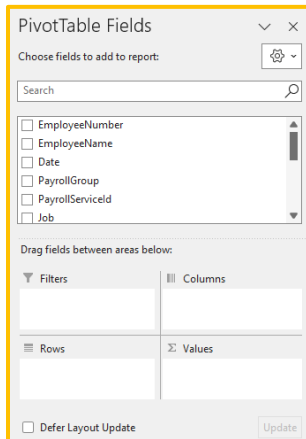 PivotTable Fields
Choose fields to add to report:
Search
EmployeeNumber
EmployeeName
Date
PayrollGroup
PayrollServiceId
Job
Drag fields between areas below:
Filters
Columns
Rows
Σ Values
Defer Layout Update
Update